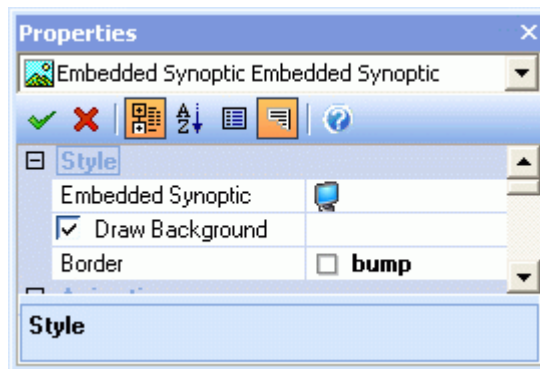 Properties
Embedded Synoptic Embedded Synoptic
Style
Embedded Synoptic
Draw Background
Border bump
Style